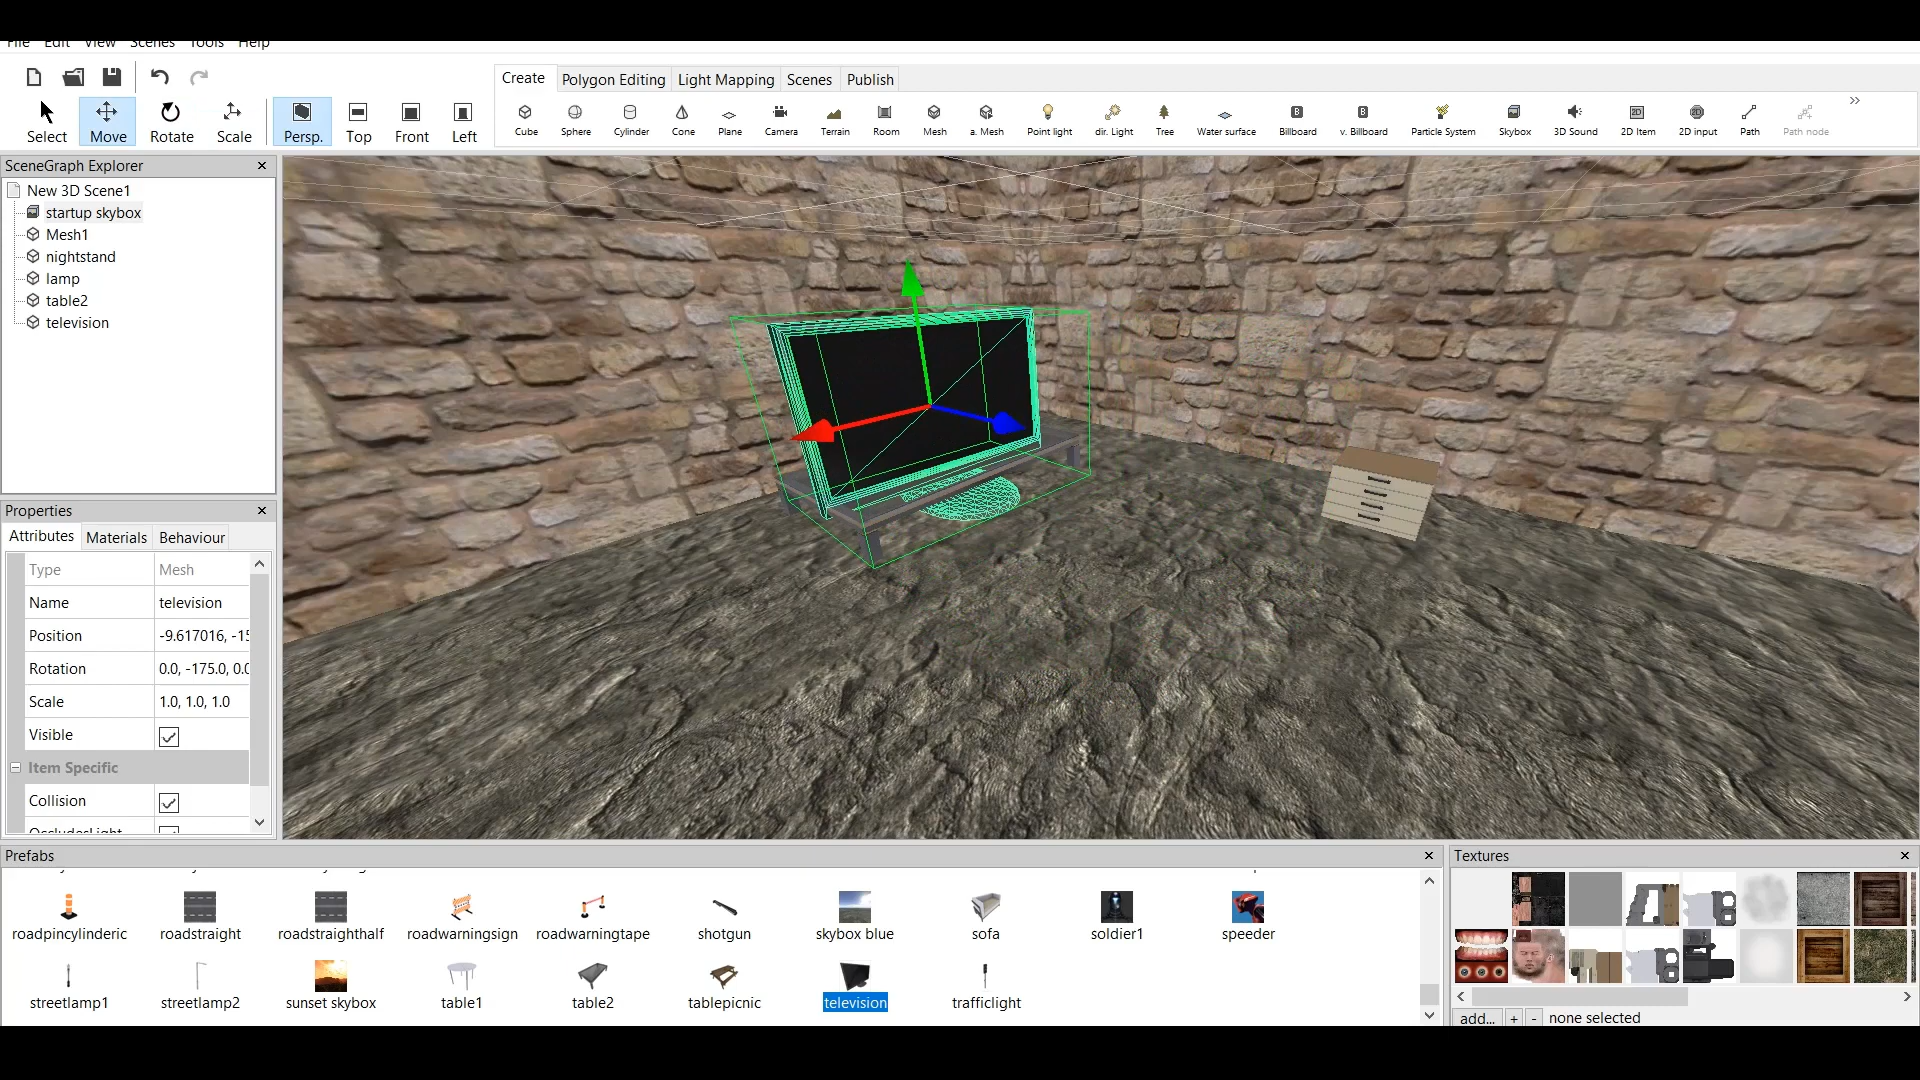 File Edit View Scenes Tools Help
Create Polygon Editing Light Mapping Scenes Publish
Select Move Rotate Scale Persp. Top Front Left
Cube Sphere Cylinder Cone Plane Camera Terrain Room Mesh a. Mesh Point light dir. Light Tree Water surface Billboard v. Billboard Particle System Skybox 3D Sound 2D Item 2D input Path Path node
SceneGraph Explorer
New 3D Scene1
startup skybox
Mesh1
nightstand
lamp
table2
television
Properties
Attributes Materials Behaviour
Type Mesh
Name television
Position -9.617016, -15
Rotation 0.0, -175.0, 0.0
Scale 1.0, 1.0, 1.0
Visible
Item Specific
Collision
OccludesLight
Prefabs
roadpincylinderic roadstraight roadstraighthalf roadwarningsign roadwarningtape shotgun skybox blue sofa soldier1 speeder
streetlamp1 streetlamp2 sunset skybox table1 table2 tablepicnic television trafficlight
Textures
add... + - none selected